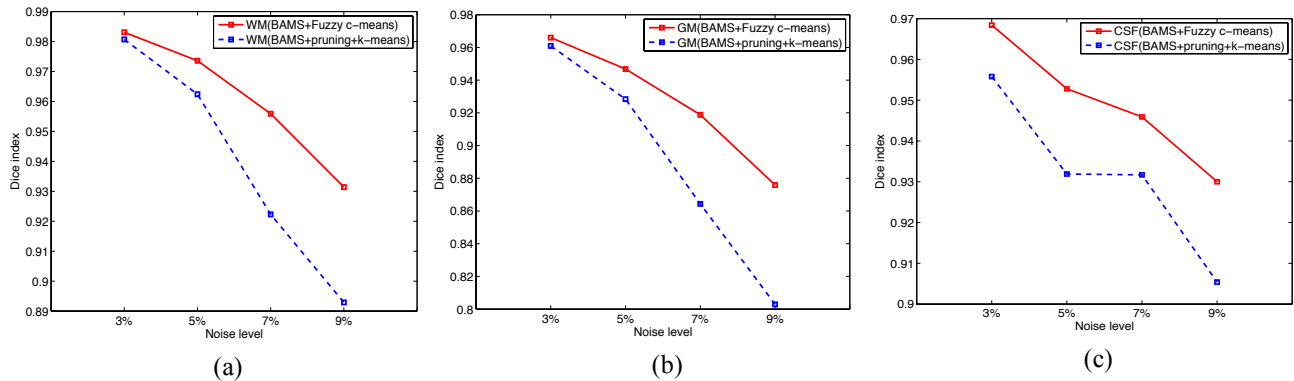 0.99
0.98
0.97
0.96
0.95
0.94
0.93
0.92
0.91
0.9
0.89
Dice index
WM(BAMS+Fuzzy c−means)
WM(BAMS+pruning+k−means)
3% 5% 7% 9%
Noise level
(a)
0.98
0.96
0.94
0.92
0.9
0.88
0.86
0.84
0.82
0.8
Dice index
GM(BAMS+Fuzzy c−means)
GM(BAMS+pruning+k−means)
3% 5% 7% 9%
Noise level
(b)
0.97
0.96
0.95
0.94
0.93
0.92
0.91
0.9
Dice index
CSF(BAMS+Fuzzy c−means)
CSF(BAMS+pruning+k−means)
3% 5% 7% 9%
Noise level
(c)